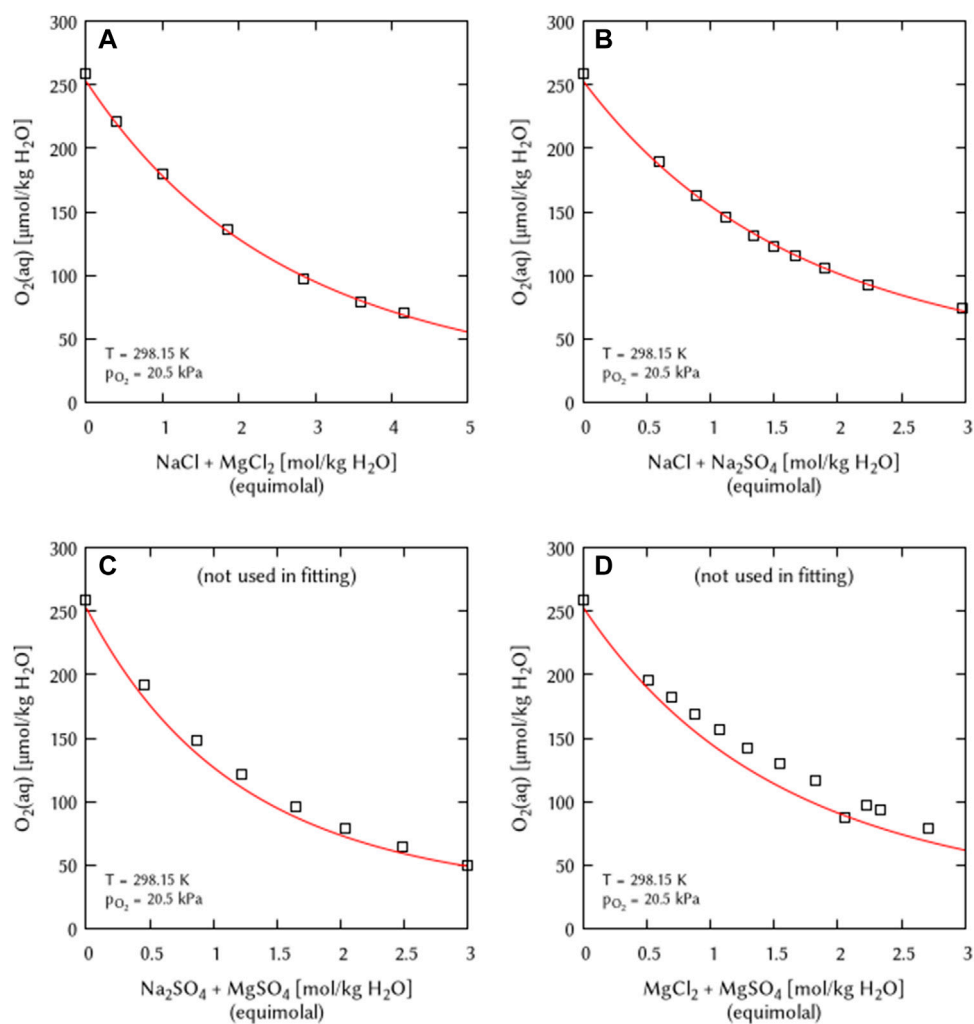 A
300
250
200
150
100
50
0
O₂(aq) [μmol/kg H₂O]
T = 298.15 K
pO₂ = 20.5 kPa
0 1 2 3 4 5
NaCl + MgCl₂ [mol/kg H₂O]
(equimolal)
B
300
250
200
150
100
50
0
O₂(aq) [μmol/kg H₂O]
T = 298.15 K
pO₂ = 20.5 kPa
0 0.5 1 1.5 2 2.5 3
NaCl + Na₂SO₄ [mol/kg H₂O]
(equimolal)
C
(not used in fitting)
300
250
200
150
100
50
0
O₂(aq) [μmol/kg H₂O]
T = 298.15 K
pO₂ = 20.5 kPa
0 0.5 1 1.5 2 2.5 3
Na₂SO₄ + MgSO₄ [mol/kg H₂O]
(equimolal)
D
(not used in fitting)
300
250
200
150
100
50
0
O₂(aq) [μmol/kg H₂O]
T = 298.15 K
pO₂ = 20.5 kPa
0 0.5 1 1.5 2 2.5 3
MgCl₂ + MgSO₄ [mol/kg H₂O]
(equimolal)